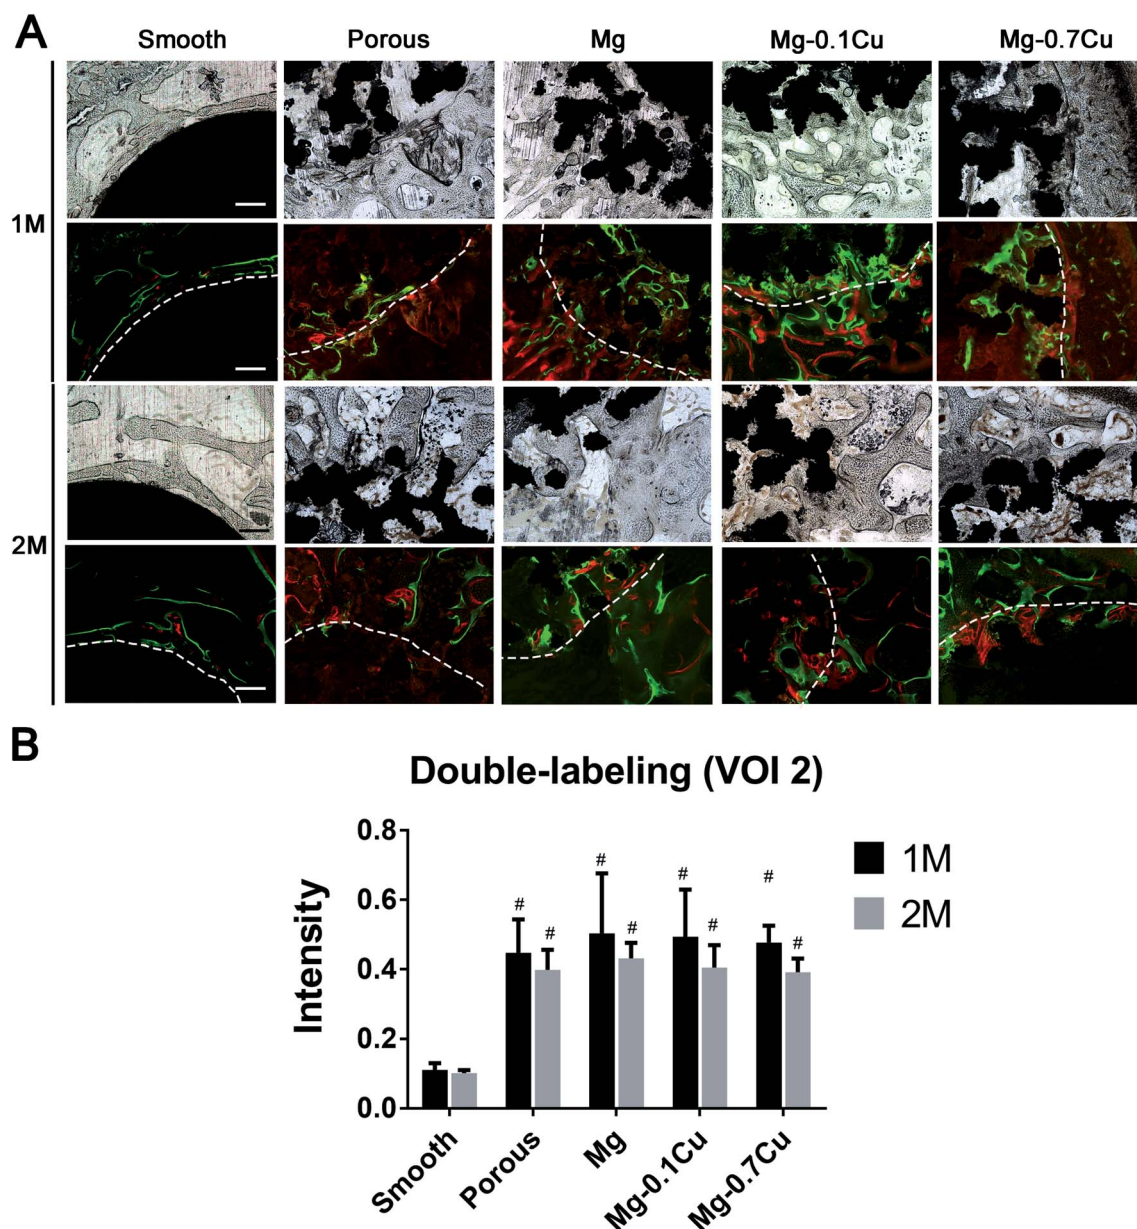 A
Smooth Porous Mg Mg-0.1Cu Mg-0.7Cu
1M
2M
B
Double-labeling (VOI 2)
Intensity
0.8
0.6
0.4
0.2
0.0
# # # # # # # #
1M
2M
Smooth Porous Mg Mg-0.1Cu Mg-0.7Cu